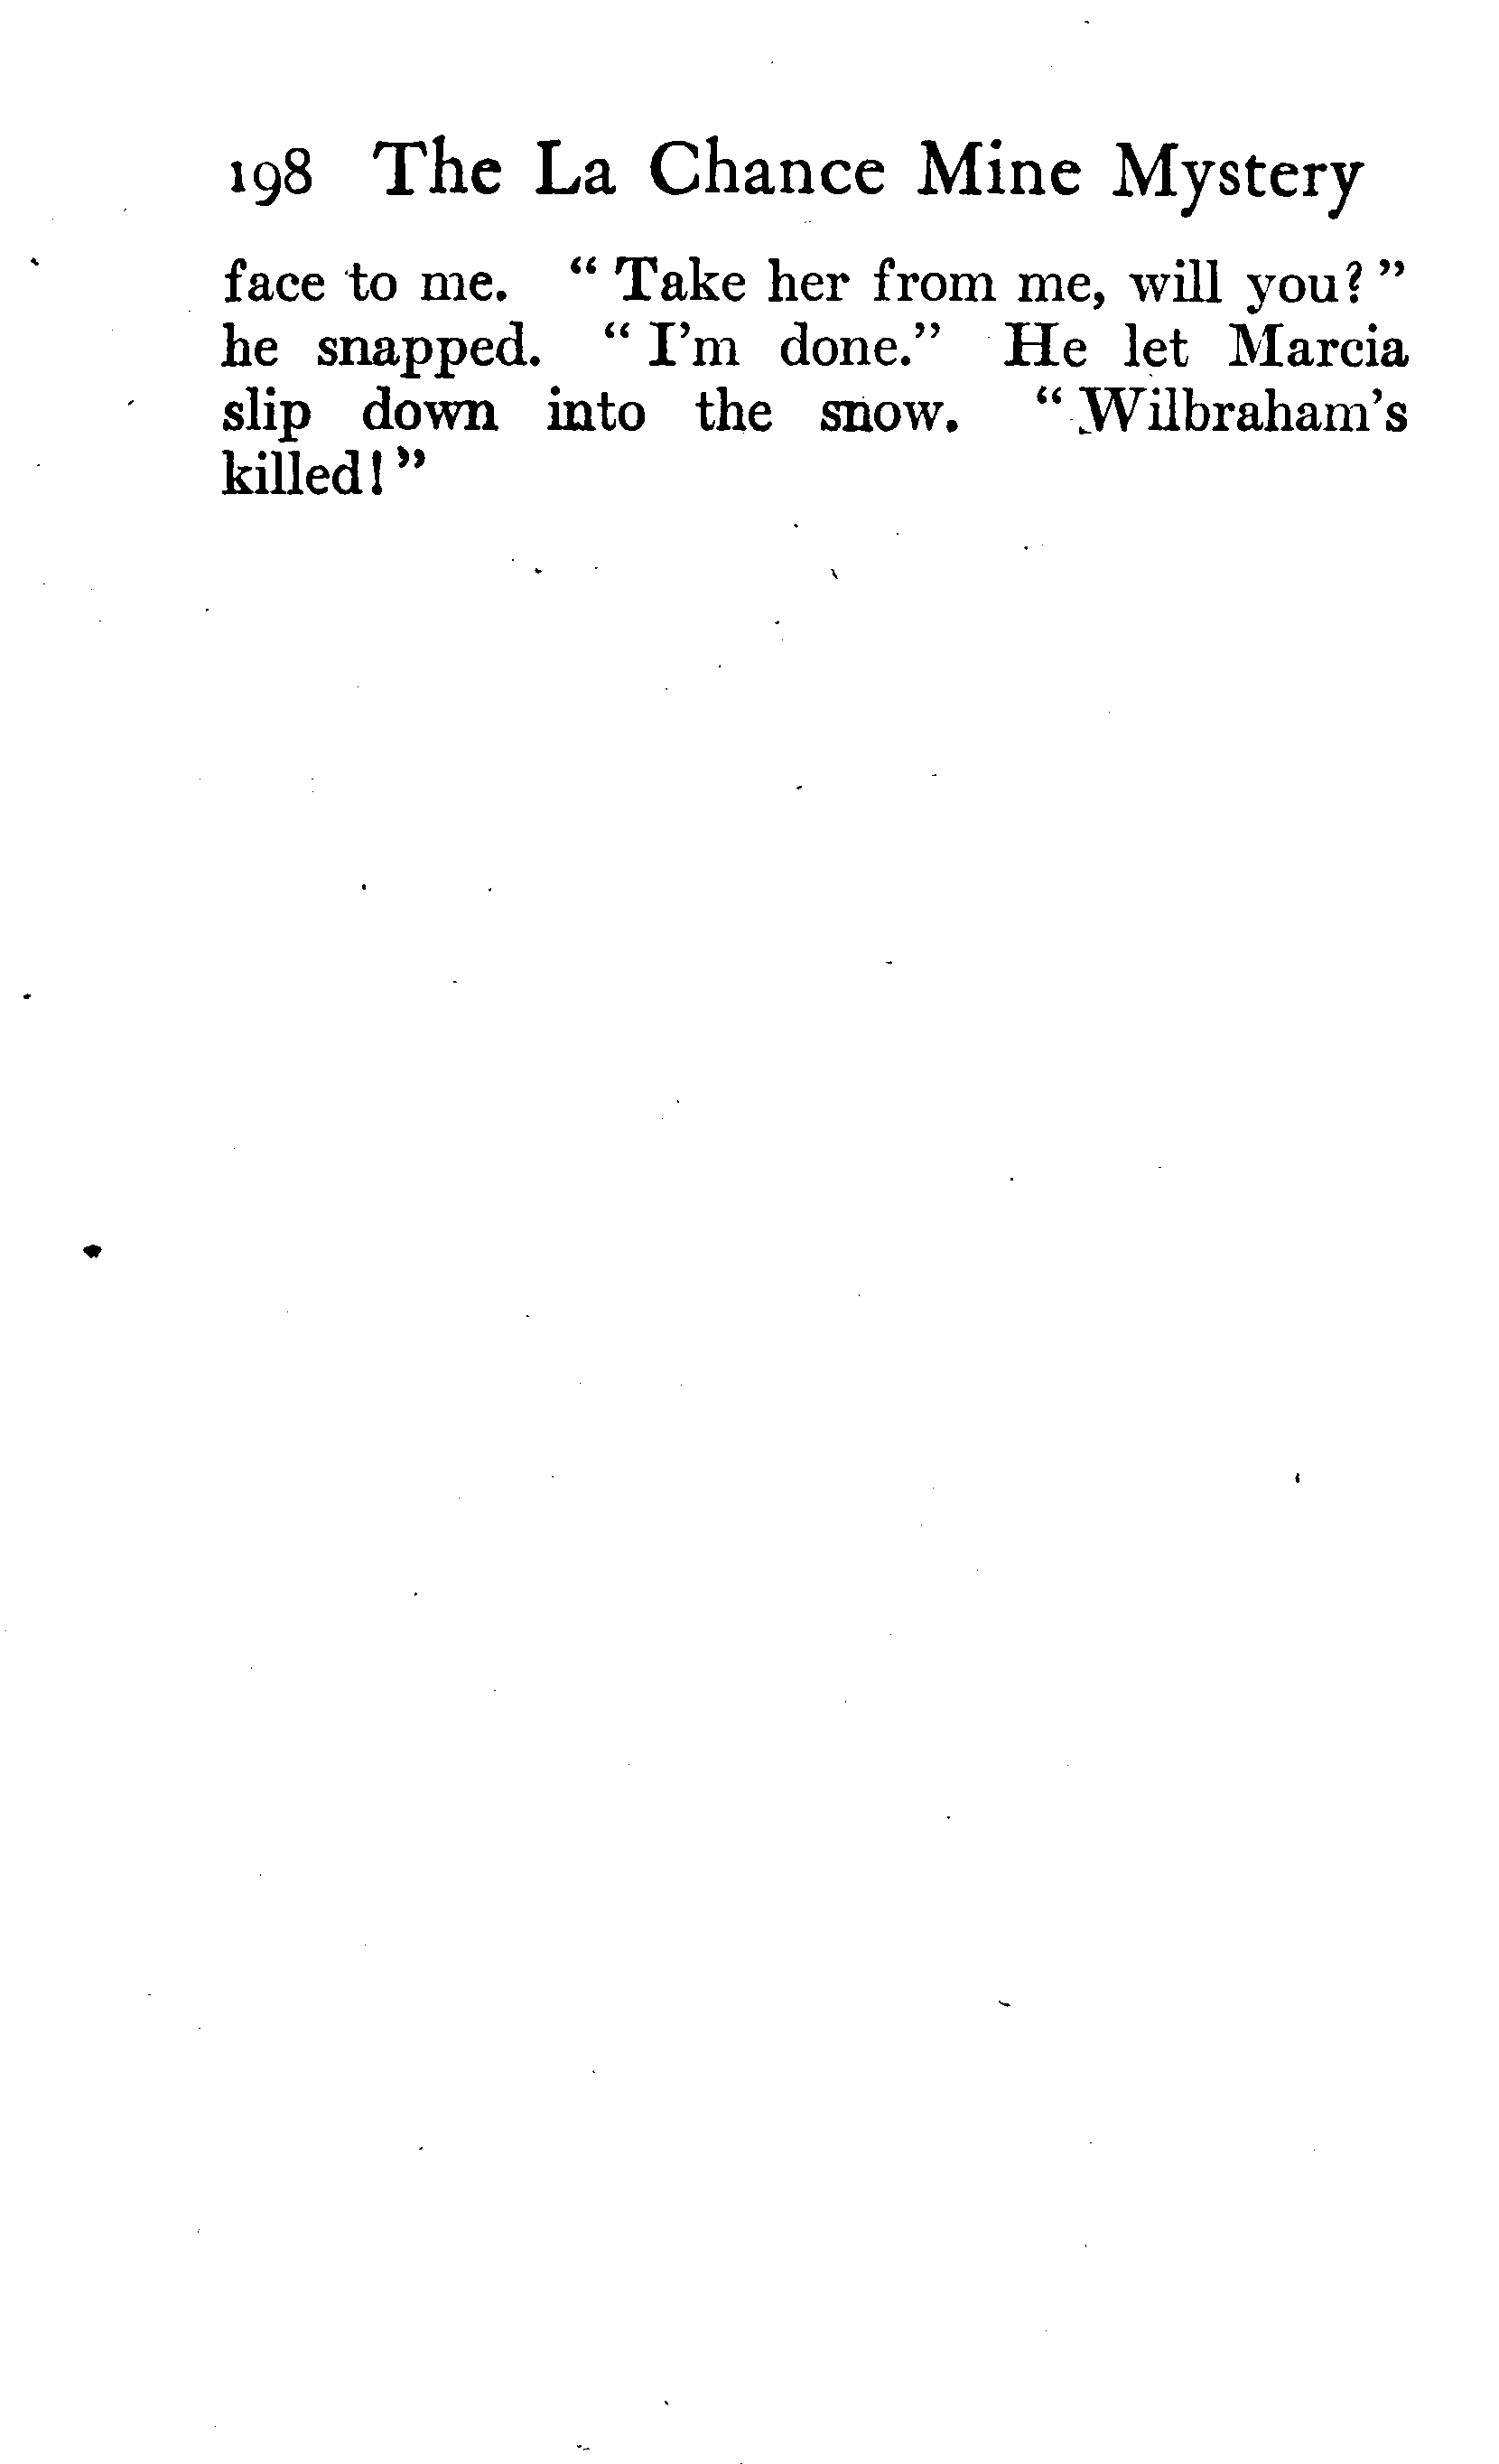 198 The La Chance Mine Mystery
face to me. “Take her from me, will you?”
he snapped. “I’m done.” He let Marcia
slip down into the snow. “Wilbraham’s
killed!”